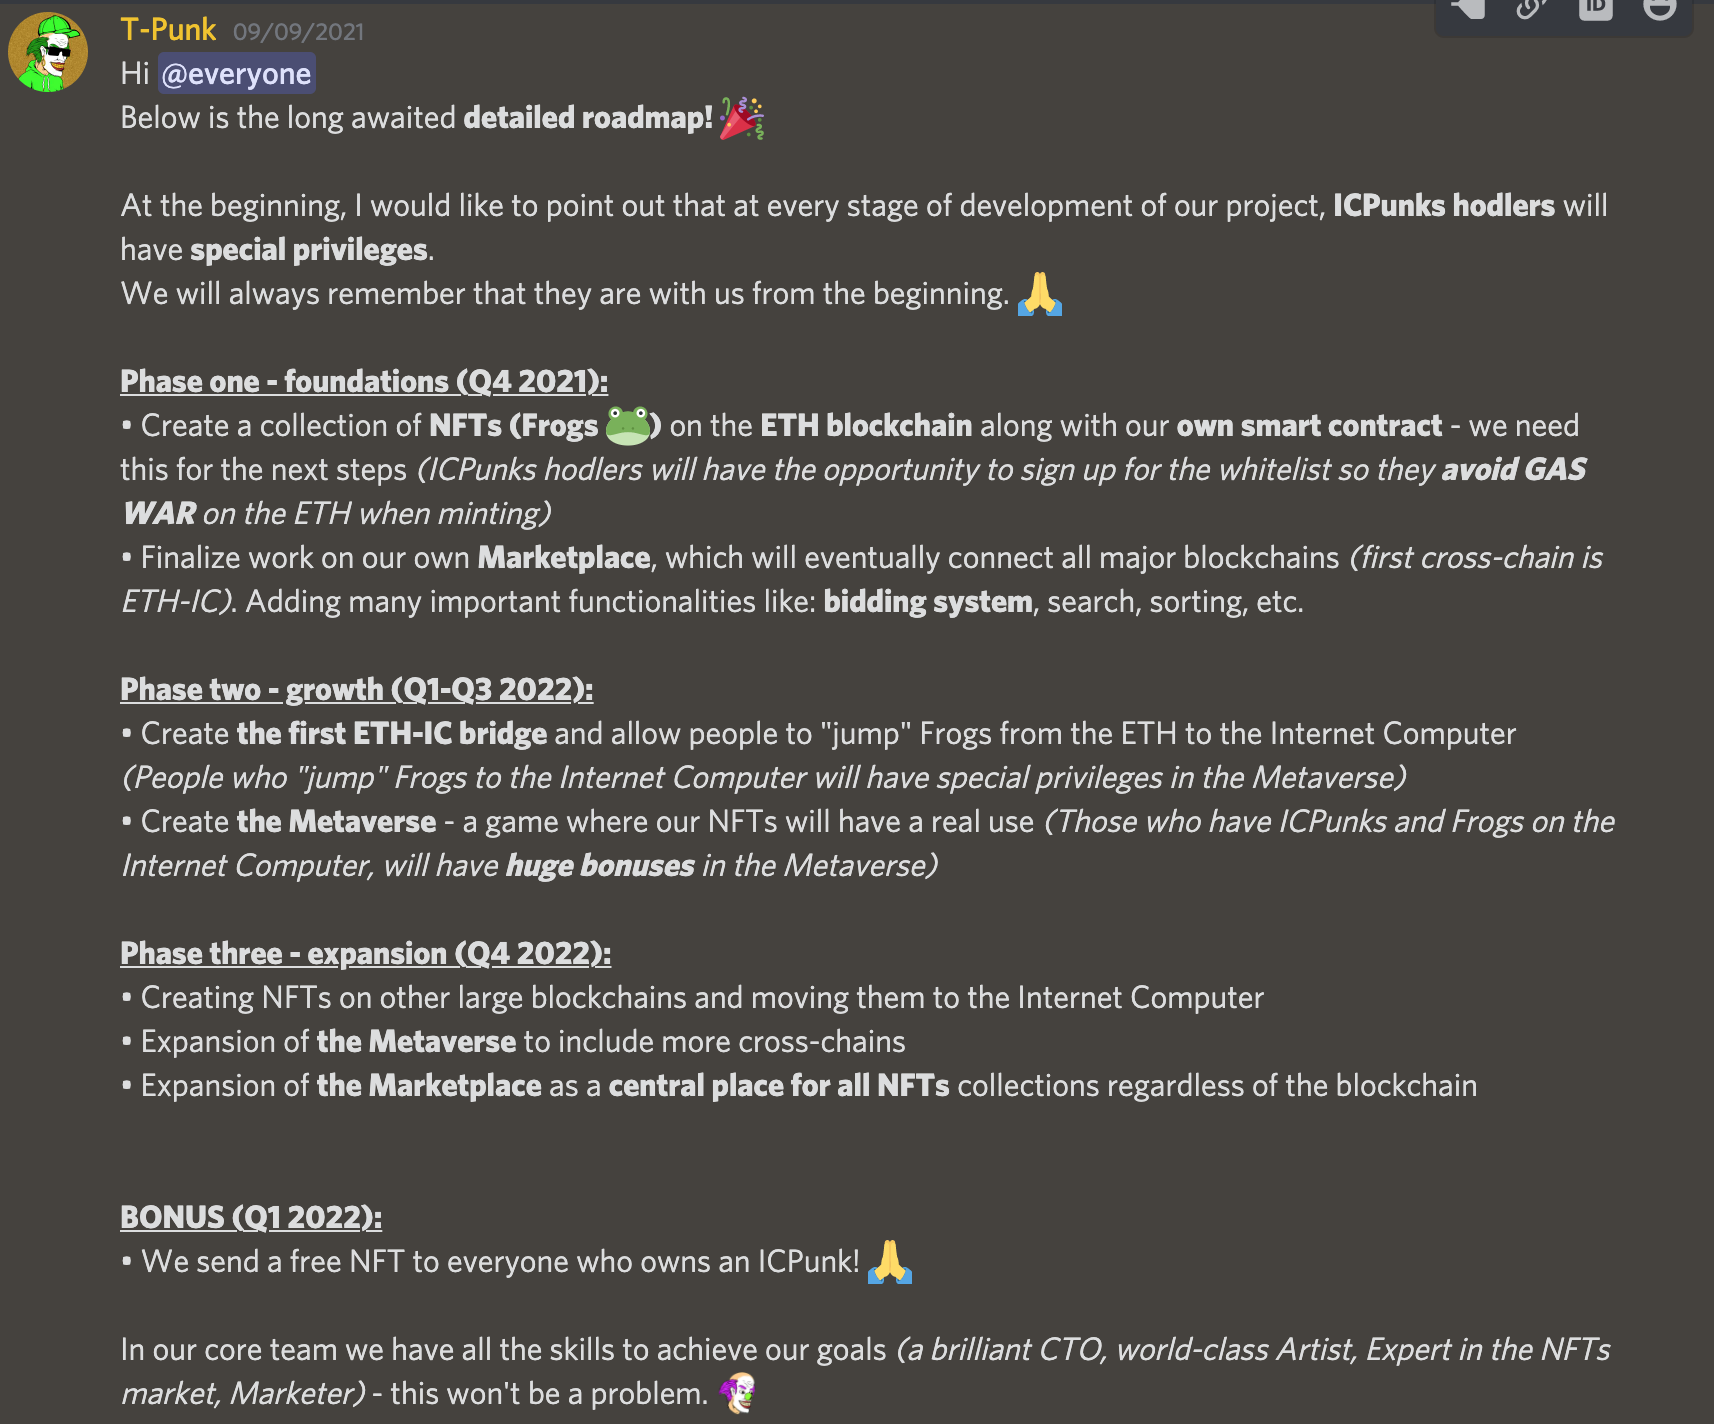 T-Punk 09/09/2021
ID
Hi @everyone
Below is the long awaited detailed roadmap! 🎉
At the beginning, I would like to point out that at every stage of development of our project, ICPunks hodlers will
have special privileges.
We will always remember that they are with us from the beginning. 🙏
Phase one - foundations (Q4 2021):
• Create a collection of NFTs (Frogs 🐸) on the ETH blockchain along with our own smart contract - we need
this for the next steps (ICPunks hodlers will have the opportunity to sign up for the whitelist so they avoid GAS
WAR on the ETH when minting)
• Finalize work on our own Marketplace, which will eventually connect all major blockchains (first cross-chain is
ETH-IC). Adding many important functionalities like: bidding system, search, sorting, etc.
Phase two - growth (Q1-Q3 2022):
• Create the first ETH-IC bridge and allow people to "jump" Frogs from the ETH to the Internet Computer
(People who "jump" Frogs to the Internet Computer will have special privileges in the Metaverse)
• Create the Metaverse - a game where our NFTs will have a real use (Those who have ICPunks and Frogs on the
Internet Computer, will have huge bonuses in the Metaverse)
Phase three - expansion (Q4 2022):
• Creating NFTs on other large blockchains and moving them to the Internet Computer
• Expansion of the Metaverse to include more cross-chains
• Expansion of the Marketplace as a central place for all NFTs collections regardless of the blockchain
BONUS (Q1 2022):
• We send a free NFT to everyone who owns an ICPunk! 🙏
In our core team we have all the skills to achieve our goals (a brilliant CTO, world-class Artist, Expert in the NFTs
market, Marketer) - this won't be a problem.